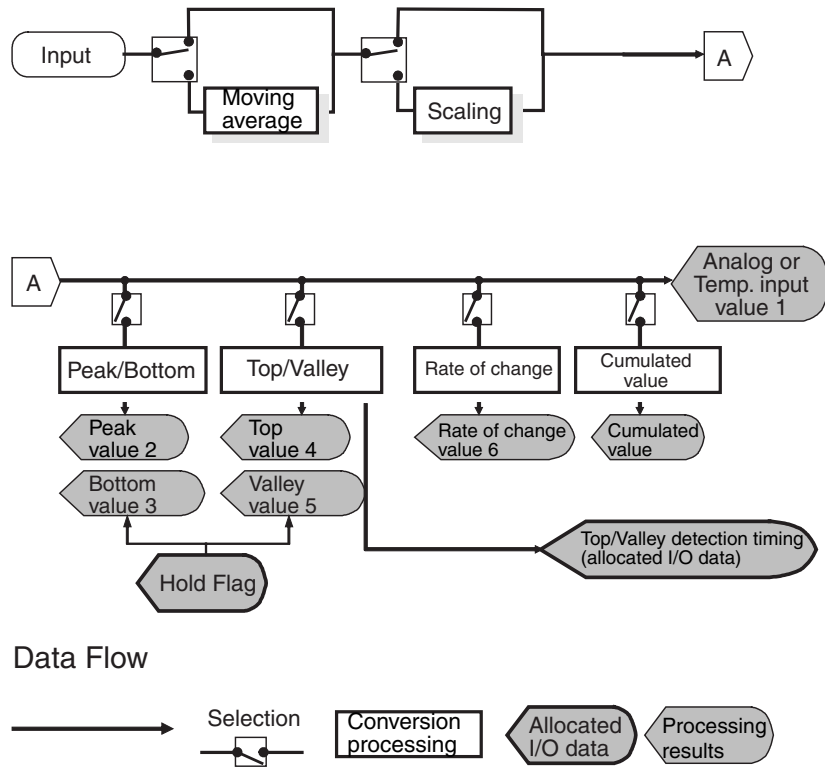 Input
Moving
average
Scaling
A
A
Analog or
Temp. input
value 1
Peak/Bottom
Top/Valley
Rate of change
Cumulated
value
Peak
value 2
Top
value 4
Rate of change
value 6
Cumulated
value
Bottom
value 3
Valley
value 5
Top/Valley detection timing
(allocated I/O data)
Hold Flag
Data Flow
Selection
Conversion
processing
Allocated
I/O data
Processing
results